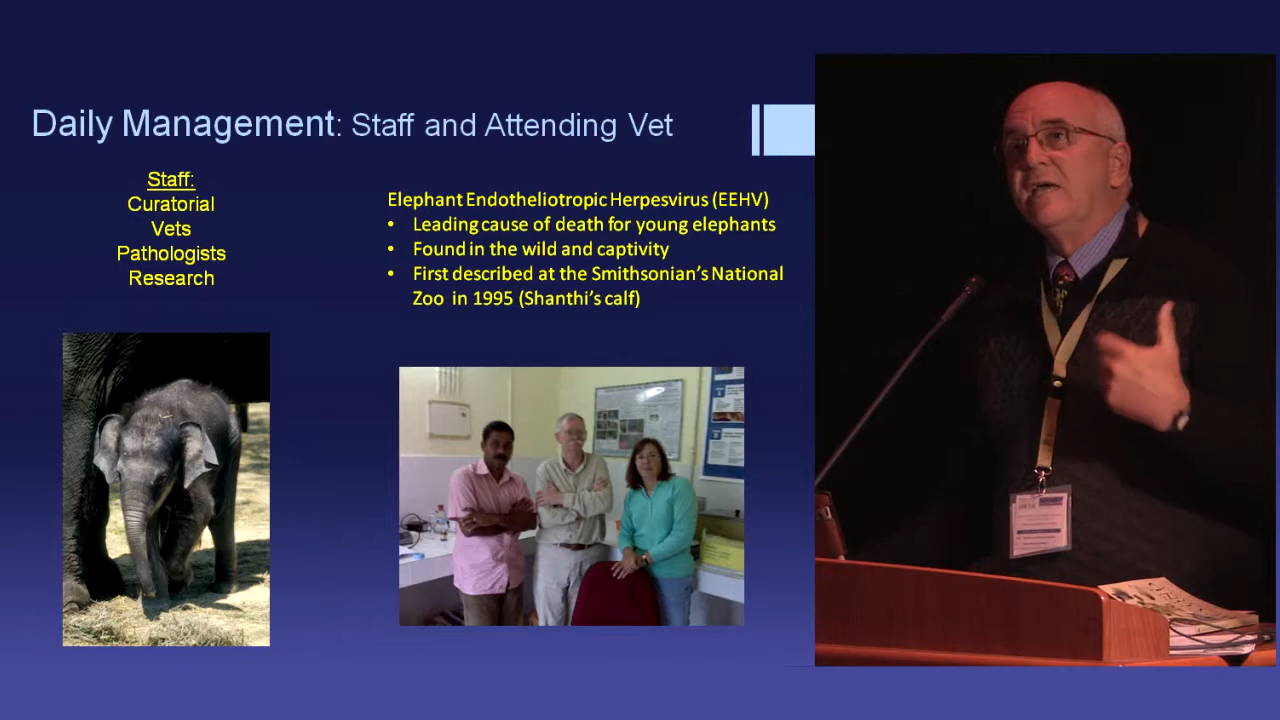 Daily Management: Staff and Attending Vet
Staff:
Curatorial
Vets
Pathologists
Research
Elephant Endotheliotropic Herpesvirus (EEHV)
• Leading cause of death for young elephants
• Found in the wild and captivity
• First described at the Smithsonian's National
Zoo in 1995 (Shanthi's calf)